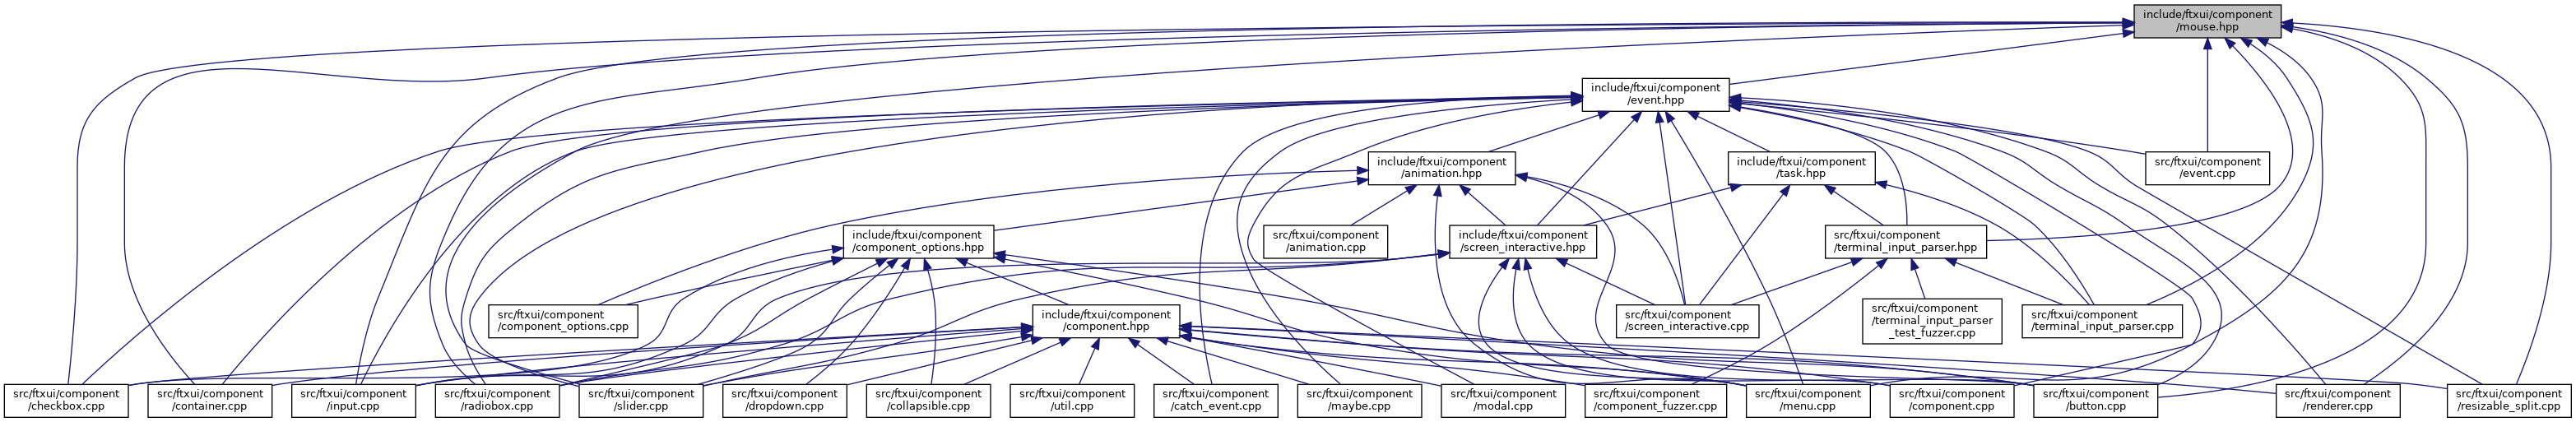 include/ftxui/component
/mouse.hpp
include/ftxui/component
/event.hpp
include/ftxui/component
/animation.hpp
include/ftxui/component
/task.hpp
src/ftxui/component
/event.cpp
include/ftxui/component
/component_options.hpp
src/ftxui/component
/animation.cpp
include/ftxui/component
/screen_interactive.hpp
src/ftxui/component
/terminal_input_parser.hpp
src/ftxui/component
/component_options.cpp
include/ftxui/component
/component.hpp
src/ftxui/component
/screen_interactive.cpp
src/ftxui/component
/terminal_input_parser
_test_fuzzer.cpp
src/ftxui/component
/terminal_input_parser.cpp
src/ftxui/component
/checkbox.cpp
src/ftxui/component
/container.cpp
src/ftxui/component
/input.cpp
src/ftxui/component
/radiobox.cpp
src/ftxui/component
/slider.cpp
src/ftxui/component
/dropdown.cpp
src/ftxui/component
/collapsible.cpp
src/ftxui/component
/util.cpp
src/ftxui/component
/catch_event.cpp
src/ftxui/component
/maybe.cpp
src/ftxui/component
/modal.cpp
src/ftxui/component
/component_fuzzer.cpp
src/ftxui/component
/menu.cpp
src/ftxui/component
/component.cpp
src/ftxui/component
/button.cpp
src/ftxui/component
/renderer.cpp
src/ftxui/component
/resizable_split.cpp